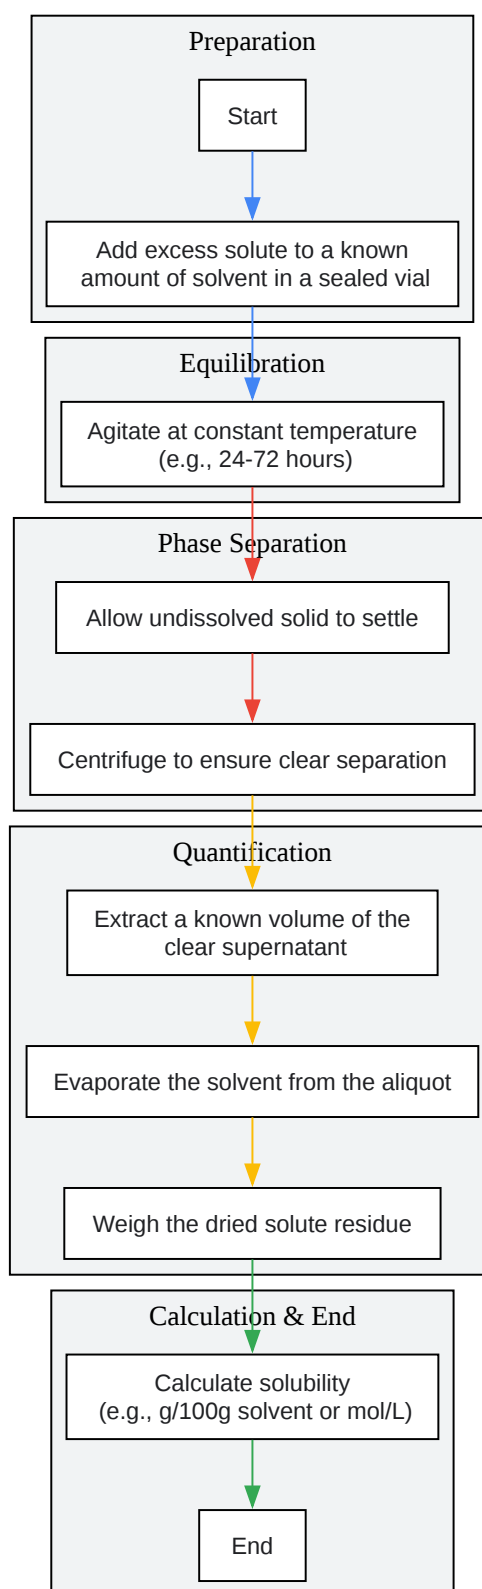 Preparation
Start
Add excess solute to a known
amount of solvent in a sealed vial
Equilibration
Agitate at constant temperature
(e.g., 24-72 hours)
Phase Separation
Allow undissolved solid to settle
Centrifuge to ensure clear separation
Quantification
Extract a known volume of the
clear supernatant
Evaporate the solvent from the aliquot
Weigh the dried solute residue
Calculation & End
Calculate solubility
(e.g., g/100g solvent or mol/L)
End